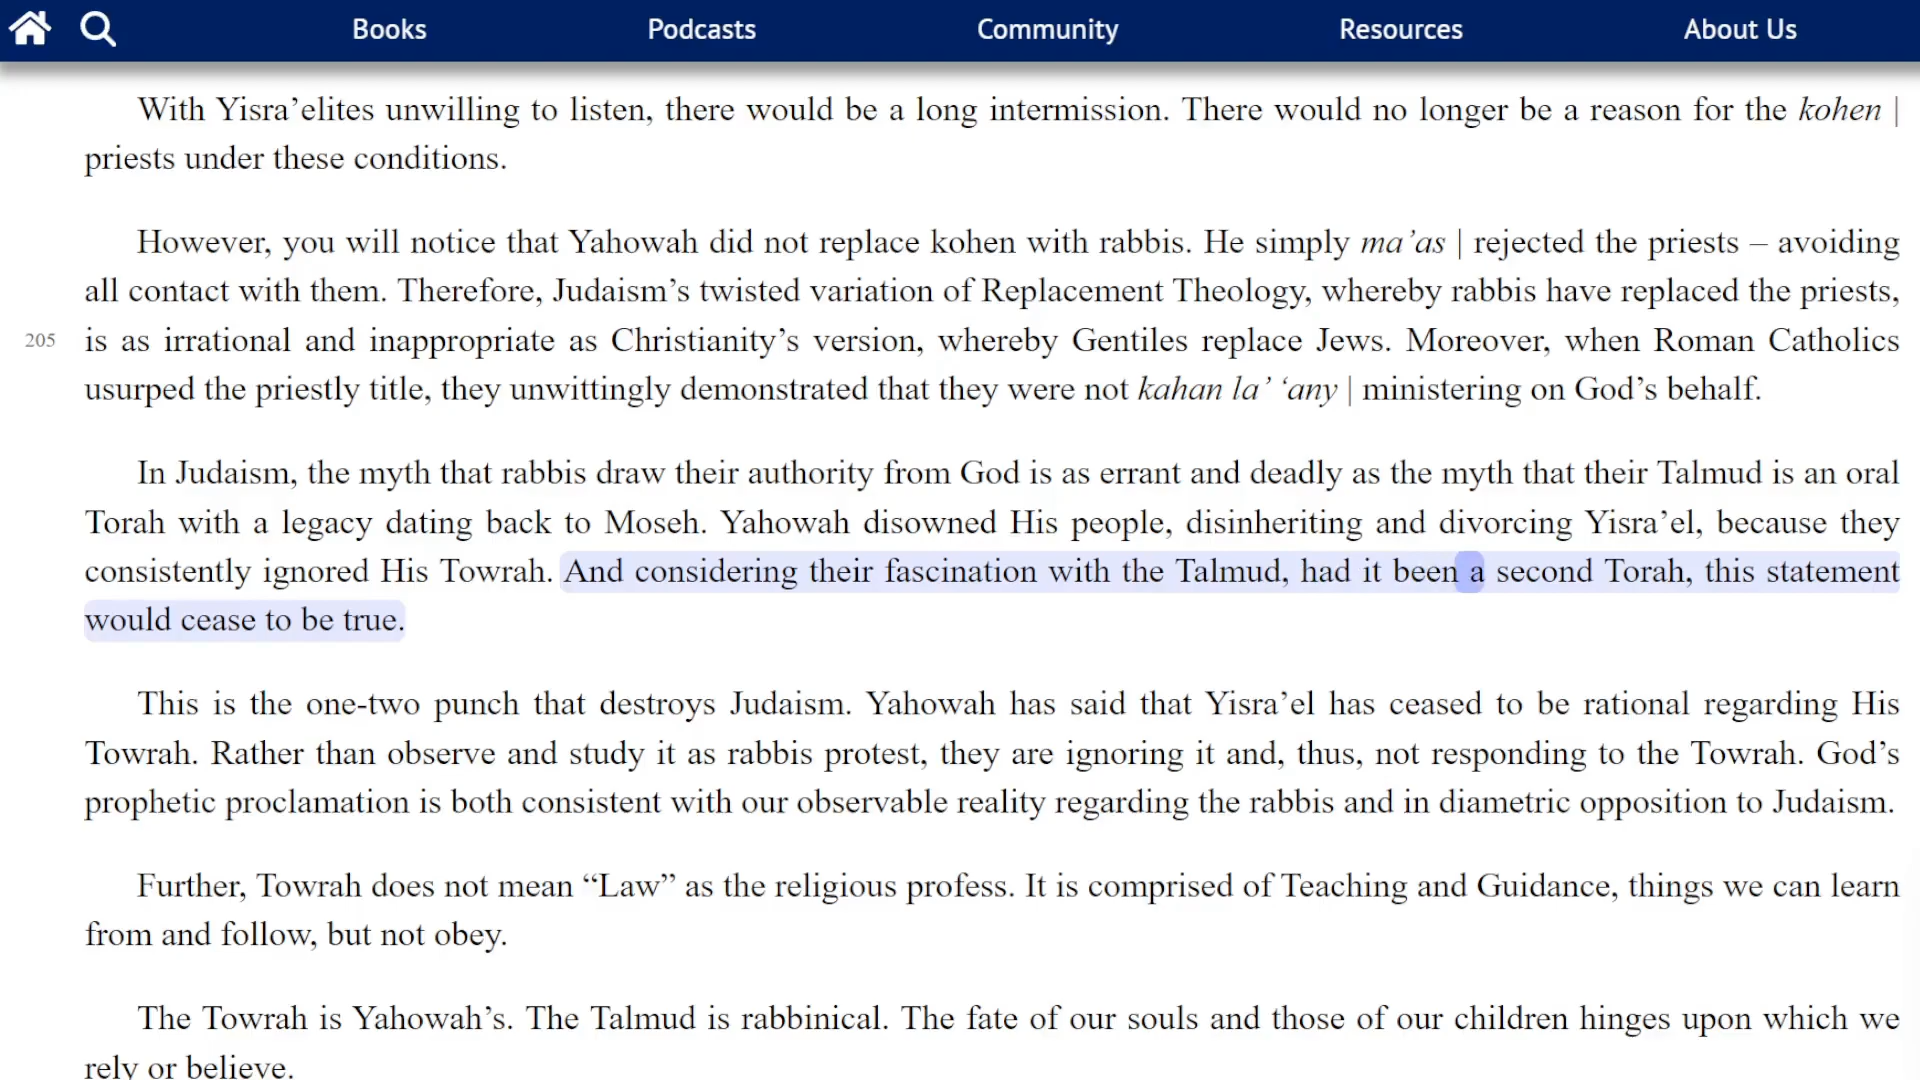 Books Podcasts Community Resources About Us
With Yisra’elites unwilling to listen, there would be a long intermission. There would no longer be a reason for the kohen |
priests under these conditions.
However, you will notice that Yahowah did not replace kohen with rabbis. He simply ma’as | rejected the priests – avoiding
all contact with them. Therefore, Judaism’s twisted variation of Replacement Theology, whereby rabbis have replaced the priests,
205 is as irrational and inappropriate as Christianity’s version, whereby Gentiles replace Jews. Moreover, when Roman Catholics
usurped the priestly title, they unwittingly demonstrated that they were not kahan la’ ‘any | ministering on God’s behalf.
In Judaism, the myth that rabbis draw their authority from God is as errant and deadly as the myth that their Talmud is an oral
Torah with a legacy dating back to Moseh. Yahowah disowned His people, disinheriting and divorcing Yisra’el, because they
consistently ignored His Towrah. And considering their fascination with the Talmud, had it been a second Torah, this statement
would cease to be true.
This is the one-two punch that destroys Judaism. Yahowah has said that Yisra’el has ceased to be rational regarding His
Towrah. Rather than observe and study it as rabbis protest, they are ignoring it and, thus, not responding to the Towrah. God’s
prophetic proclamation is both consistent with our observable reality regarding the rabbis and in diametric opposition to Judaism.
Further, Towrah does not mean “Law” as the religious profess. It is comprised of Teaching and Guidance, things we can learn
from and follow, but not obey.
The Towrah is Yahowah’s. The Talmud is rabbinical. The fate of our souls and those of our children hinges upon which we
rely or believe.